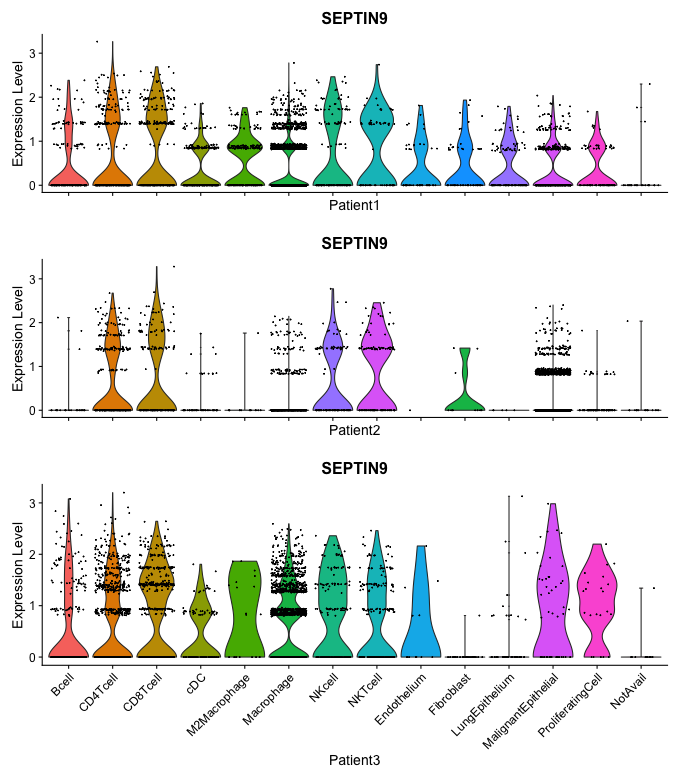 SEPTIN9
Expression Level
3
2
1
0
Patient1
SEPTIN9
Expression Level
3
2
1
0
Patient2
SEPTIN9
Expression Level
3
2
1
0
Bcell
CD4Tcell
CD8Tcell
cDC
M2Macrophage
Macrophage
NKcell
NKTcell
Endothelium
Fibroblast
LungEpithelium
MalignantEpithelial
ProliferatingCell
NotAvail
Patient3